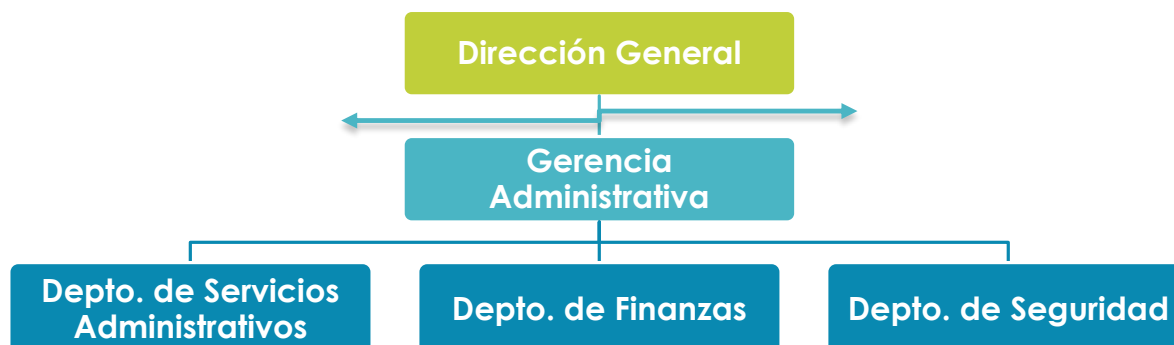 Dirección General
Gerencia
Administrativa
Depto. de Servicios
Administrativos
Depto. de Finanzas
Depto. de Seguridad